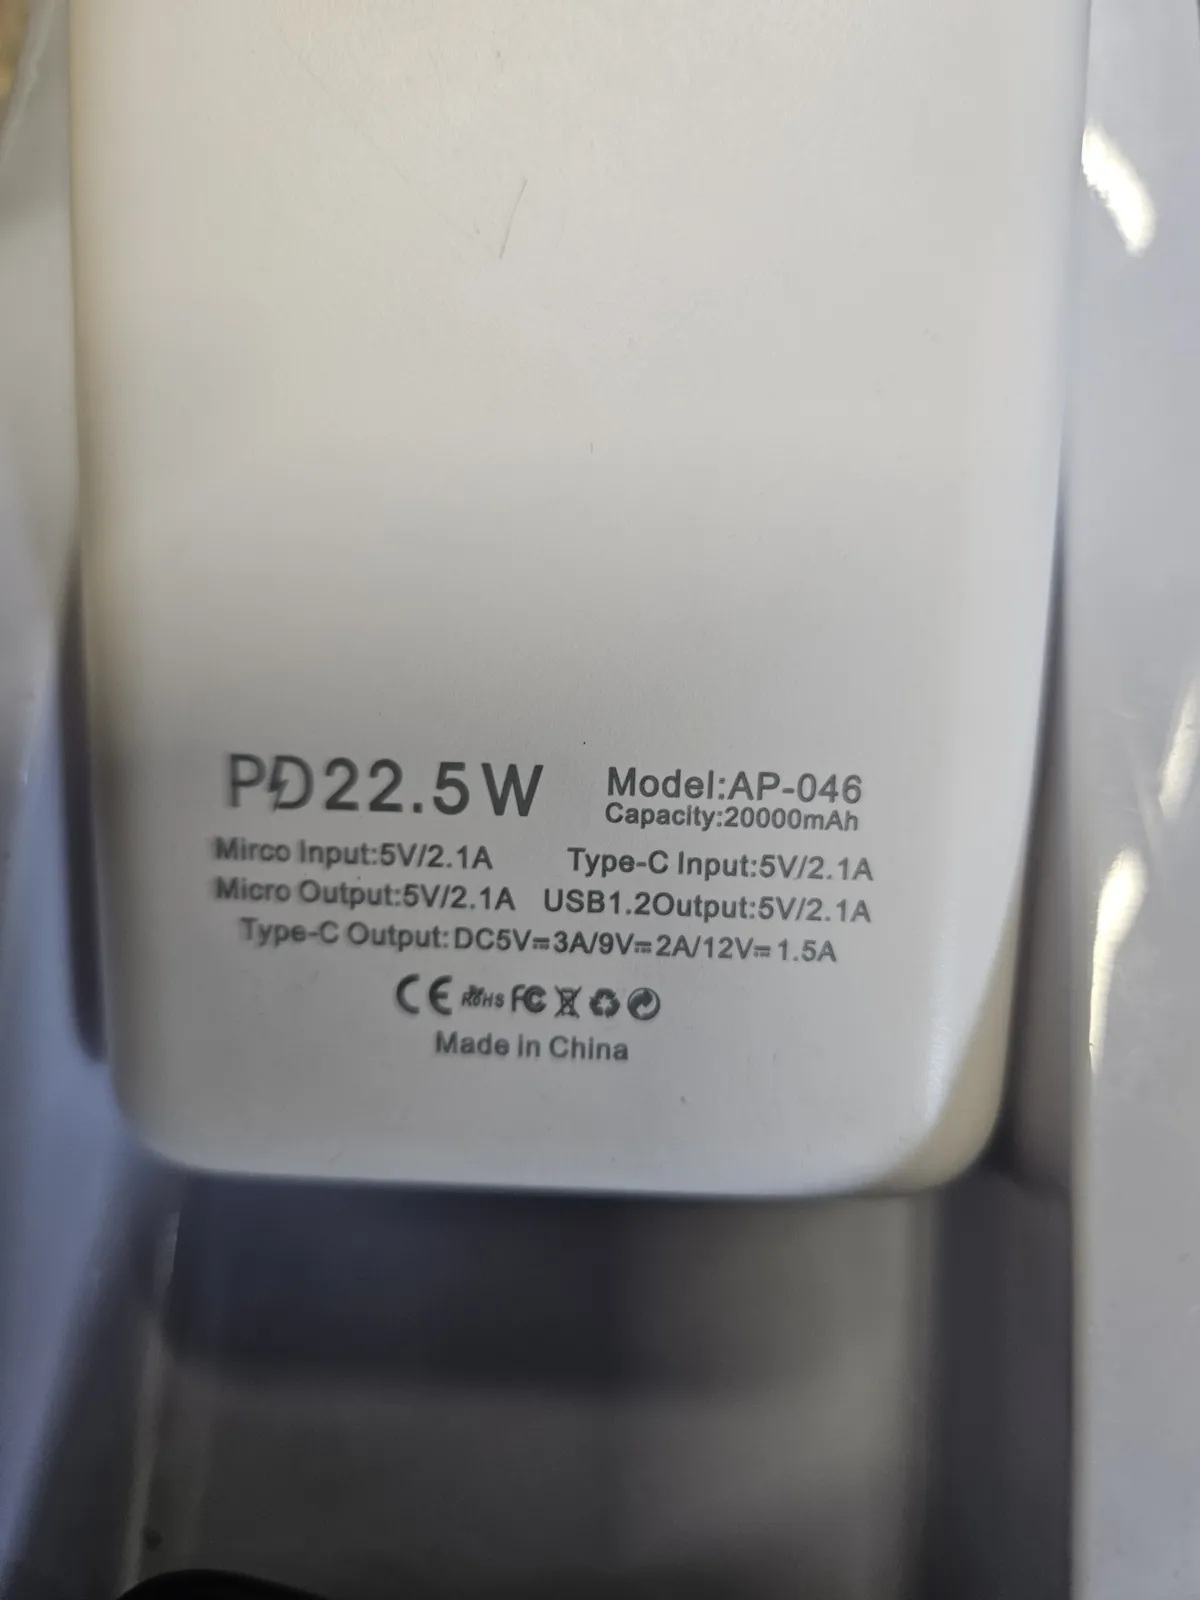 PD22.5W
Model:AP-046
Capacity:20000mAh
Mirco Input:5V/2.1A
Type-C Input:5V/2.1A
Micro Output:5V/2.1A
USB1.2Output:5V/2.1A
Type-C Output:DC5V⎓3A/9V⎓2A/12V⎓1.5A
CE RoHS FC
Made in China